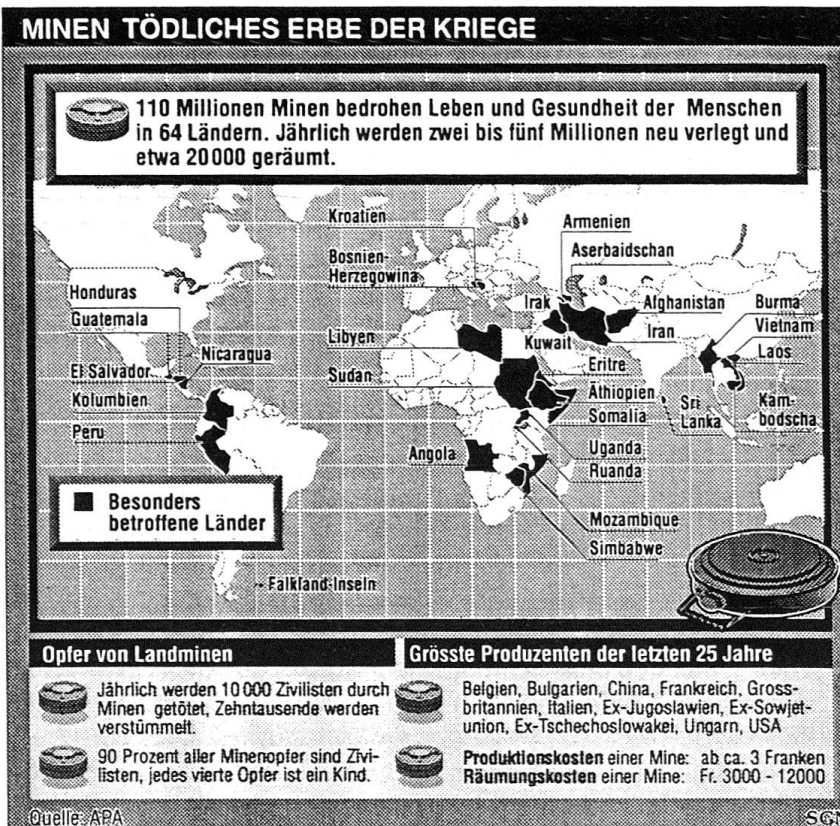 MINEN TÖDLICHES ERBE DER KRIEGE
110 Millionen Minen bedrohen Leben und Gesundheit der Menschen
in 64 Ländern. Jährlich werden zwei bis fünf Millionen neu verlegt und
etwa 20000 geräumt.
Kroatien
Armenien
Bosnien-
Herzegowina
Aserbaidschan
Honduras
Irak
Afghanistan
Burma
Guatemala
Libyen
Kuwait
Iran
Vietnam
Nicaragua
Laos
El Salvador
Sudan
Eritre
Kolumbien
Äthiopien
Sri
Lanka
Kam-
bodscha
Somalia
Peru
Angola
Uganda
Ruanda
Besonders
betroffene Länder
Mozambique
Simbabwe
Falkland-Inseln
Opfer von Landminen
Jährlich werden 10000 Zivilisten durch
Minen getötet, Zehntausende werden
verstümmelt.
90 Prozent aller Minenopfer sind Zivi-
listen, jedes vierte Opfer ist ein Kind.
Grösste Produzenten der letzten 25 Jahre
Belgien, Bulgarien, China, Frankreich, Gross-
britannien, Italien, Ex-Jugoslawien, Ex-Sowjet-
union, Ex-Tschechoslowakei, Ungarn, USA
Produktionskosten einer Mine: ab ca. 3 Franken
Räumungskosten einer Mine: Fr. 3000 - 12000
Quelle: APA